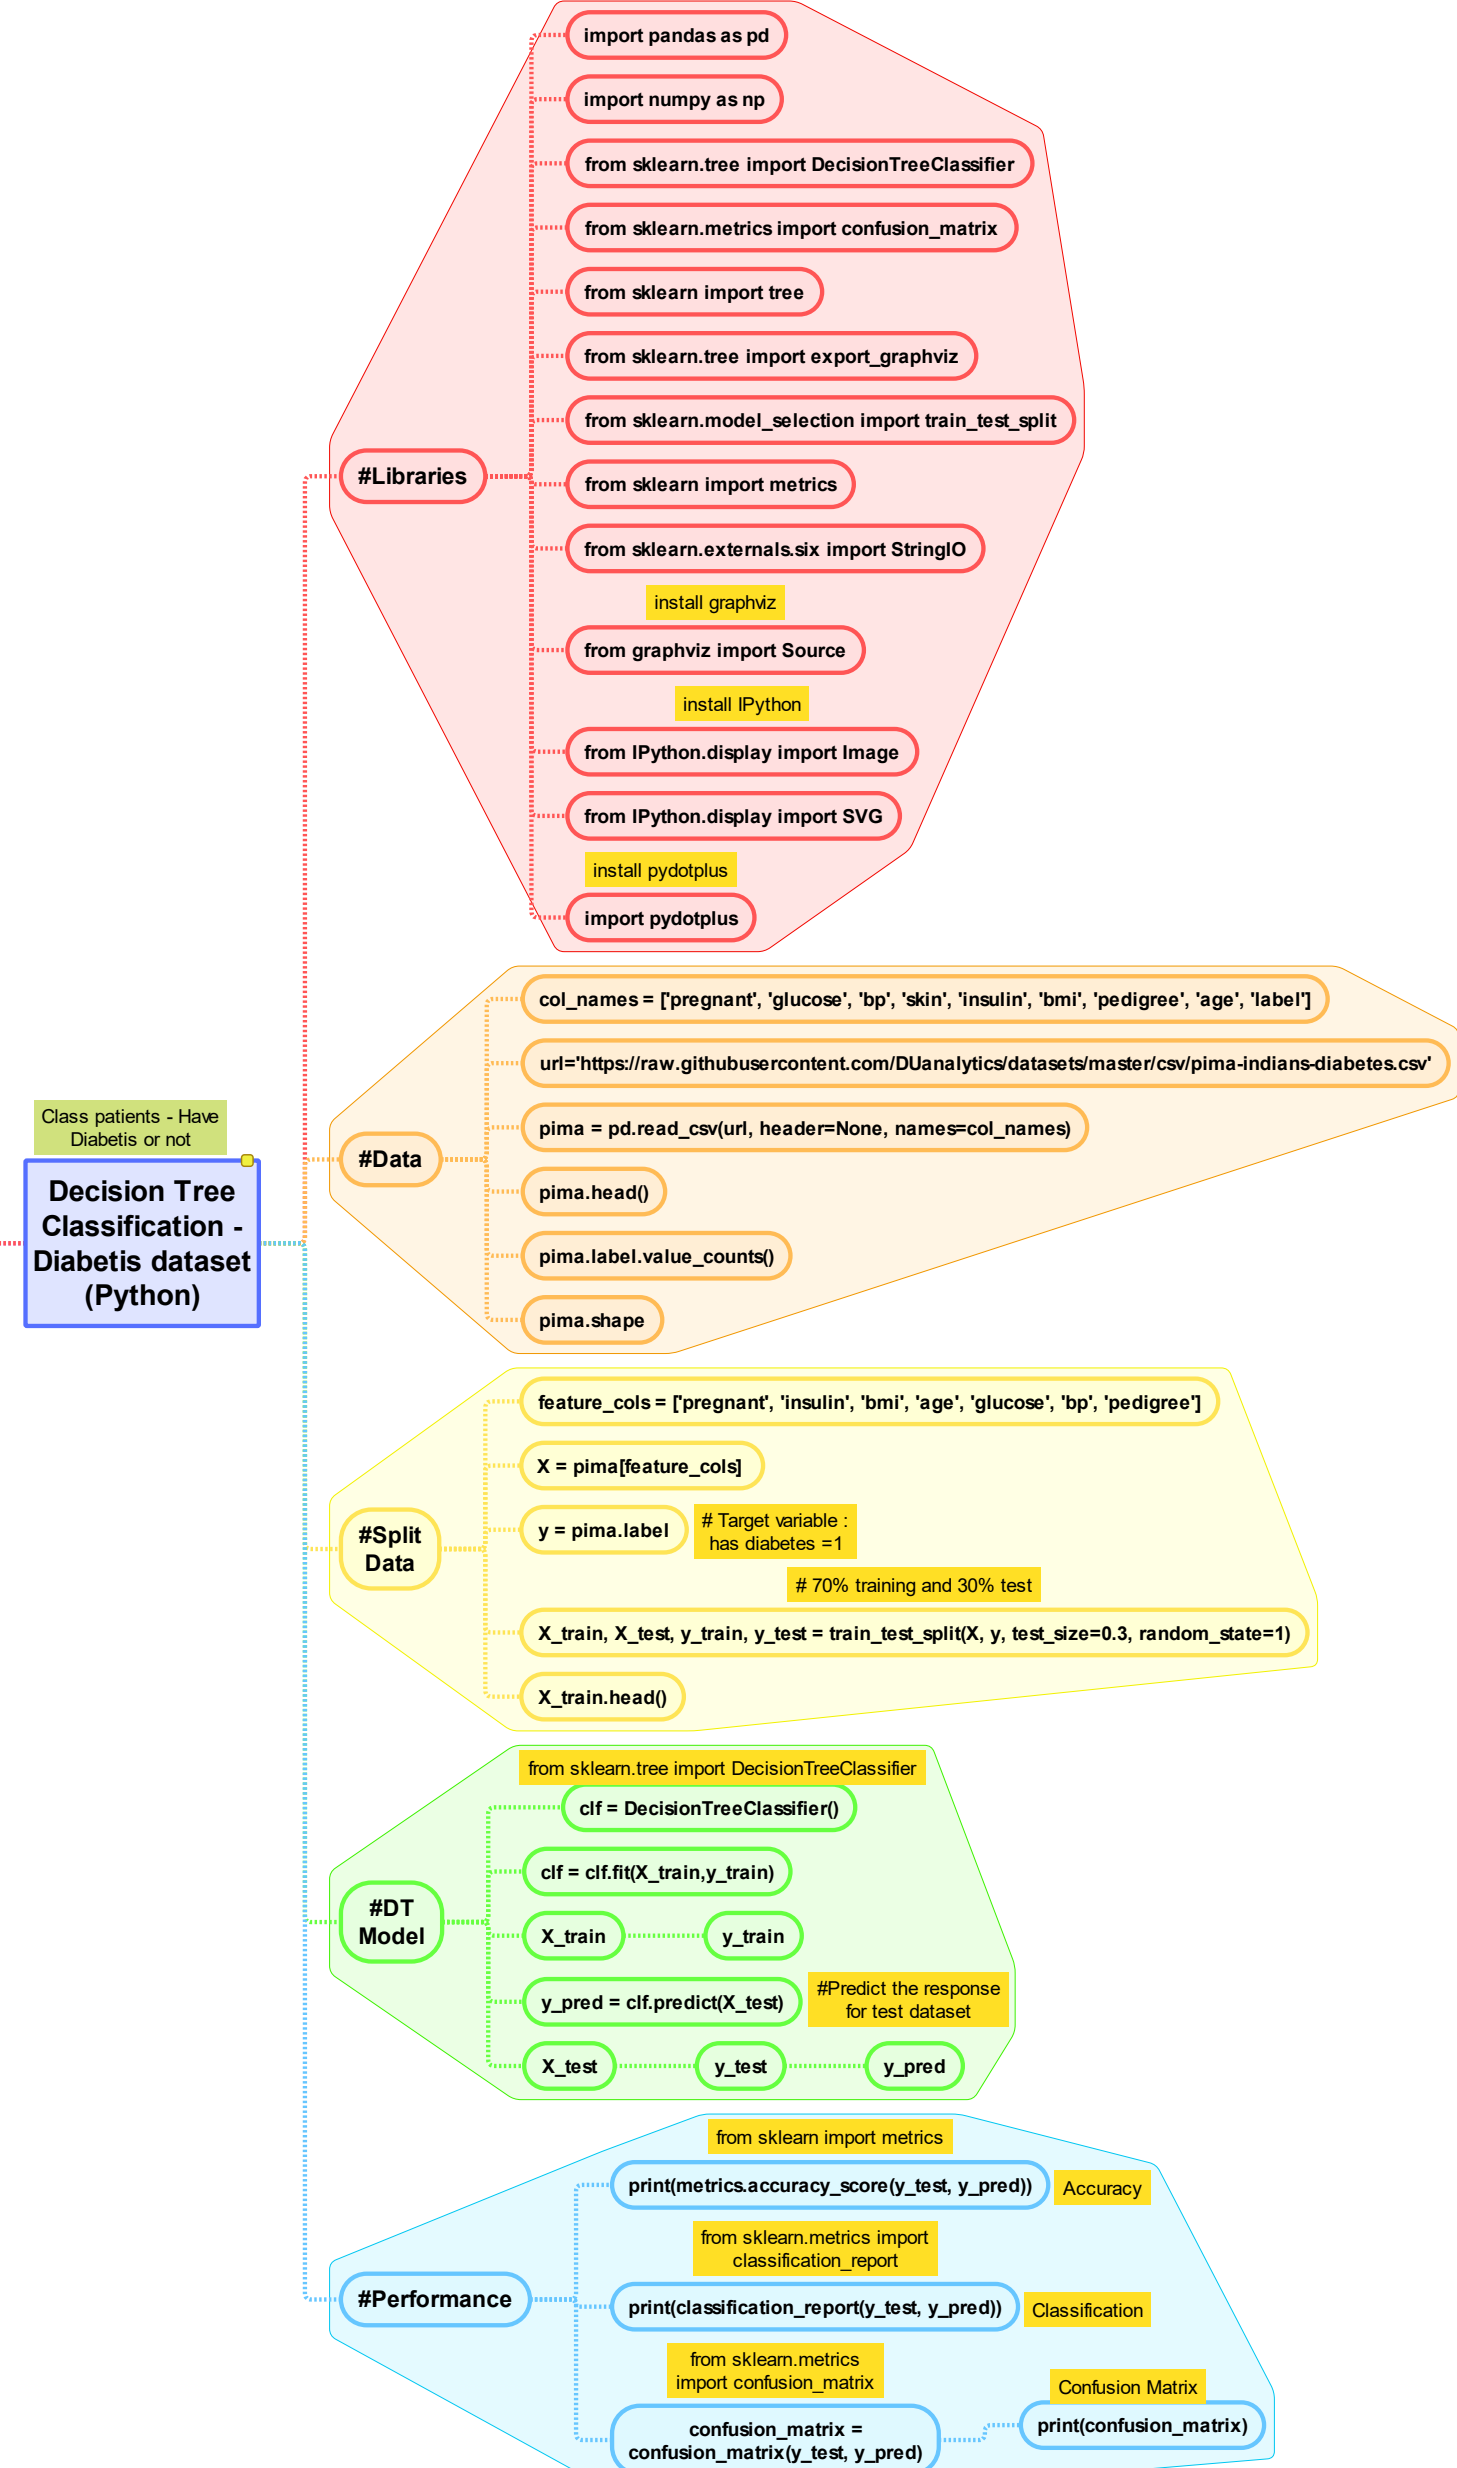 import pandas as pd
import numpy as np
from sklearn.tree import DecisionTreeClassifier
from sklearn.metrics import confusion_matrix
from sklearn import tree
from sklearn.tree import export_graphviz
from sklearn.model_selection import train_test_split
#Libraries
from sklearn import metrics
from sklearn.externals.six import StringIO
install graphviz
from graphviz import Source
install IPython
from IPython.display import Image
from IPython.display import SVG
install pydotplus
import pydotplus
Class patients - Have
Diabetis or not
Decision Tree
Classification -
Diabetis dataset
(Python)
#Data
col_names = ['pregnant', 'glucose', 'bp', 'skin', 'insulin', 'bmi', 'pedigree', 'age', 'label']
url='https://raw.githubusercontent.com/DUanalytics/datasets/master/csv/pima-indians-diabetes.csv'
pima = pd.read_csv(url, header=None, names=col_names)
pima.head()
pima.label.value_counts()
pima.shape
#Split
Data
feature_cols = ['pregnant', 'insulin', 'bmi', 'age', 'glucose', 'bp', 'pedigree']
X = pima[feature_cols]
y = pima.label
# Target variable :
has diabetes =1
# 70% training and 30% test
X_train, X_test, y_train, y_test = train_test_split(X, y, test_size=0.3, random_state=1)
X_train.head()
#DT
Model
from sklearn.tree import DecisionTreeClassifier
clf = DecisionTreeClassifier()
clf = clf.fit(X_train,y_train)
X_train
y_train
y_pred = clf.predict(X_test)
#Predict the response
for test dataset
X_test
y_test
y_pred
#Performance
from sklearn import metrics
print(metrics.accuracy_score(y_test, y_pred))
Accuracy
from sklearn.metrics import
classification_report
print(classification_report(y_test, y_pred))
Classification
from sklearn.metrics
import confusion_matrix
confusion_matrix =
confusion_matrix(y_test, y_pred)
Confusion Matrix
print(confusion_matrix)